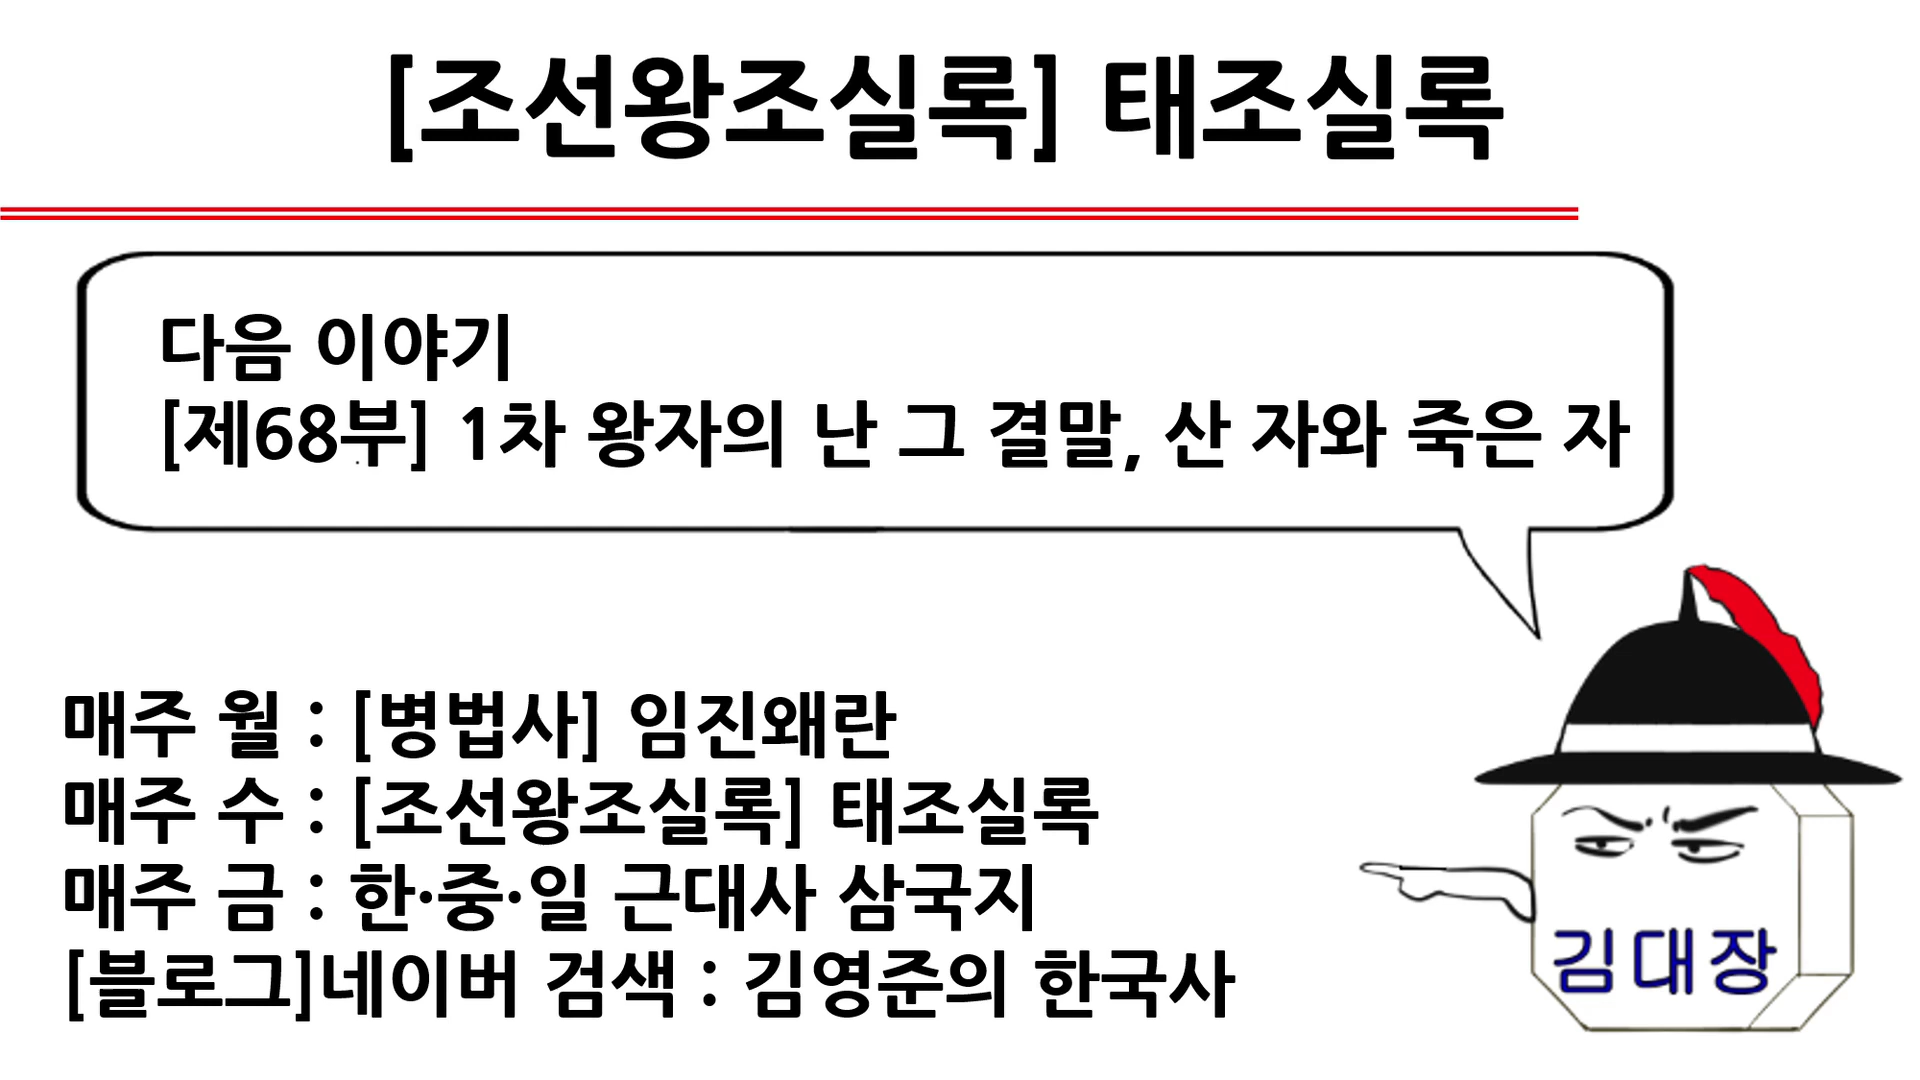 [조선왕조실록] 태조실록
다음 이야기
[제68부] 1차 왕자의 난 그 결말, 산 자와 죽은 자
매주 월 : [병법사] 임진왜란
매주 수 : [조선왕조실록] 태조실록
매주 금 : 한·중·일 근대사 삼국지
[블로그]네이버 검색 : 김영준의 한국사
김대장